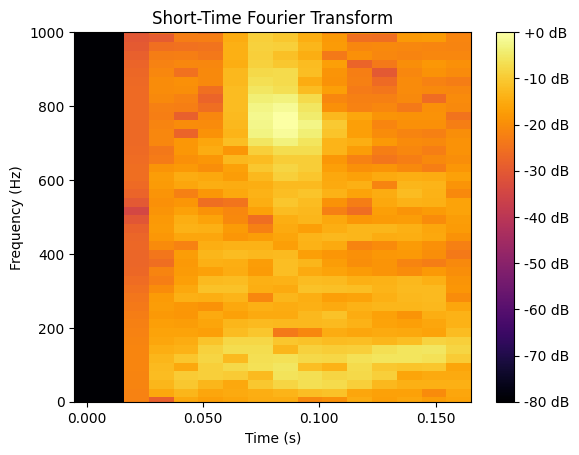 Short-Time Fourier Transform
1000
800
600
400
200
0
Frequency (Hz)
0.000
0.050
0.100
0.150
Time (s)
+0 dB
-10 dB
-20 dB
-30 dB
-40 dB
-50 dB
-60 dB
-70 dB
-80 dB